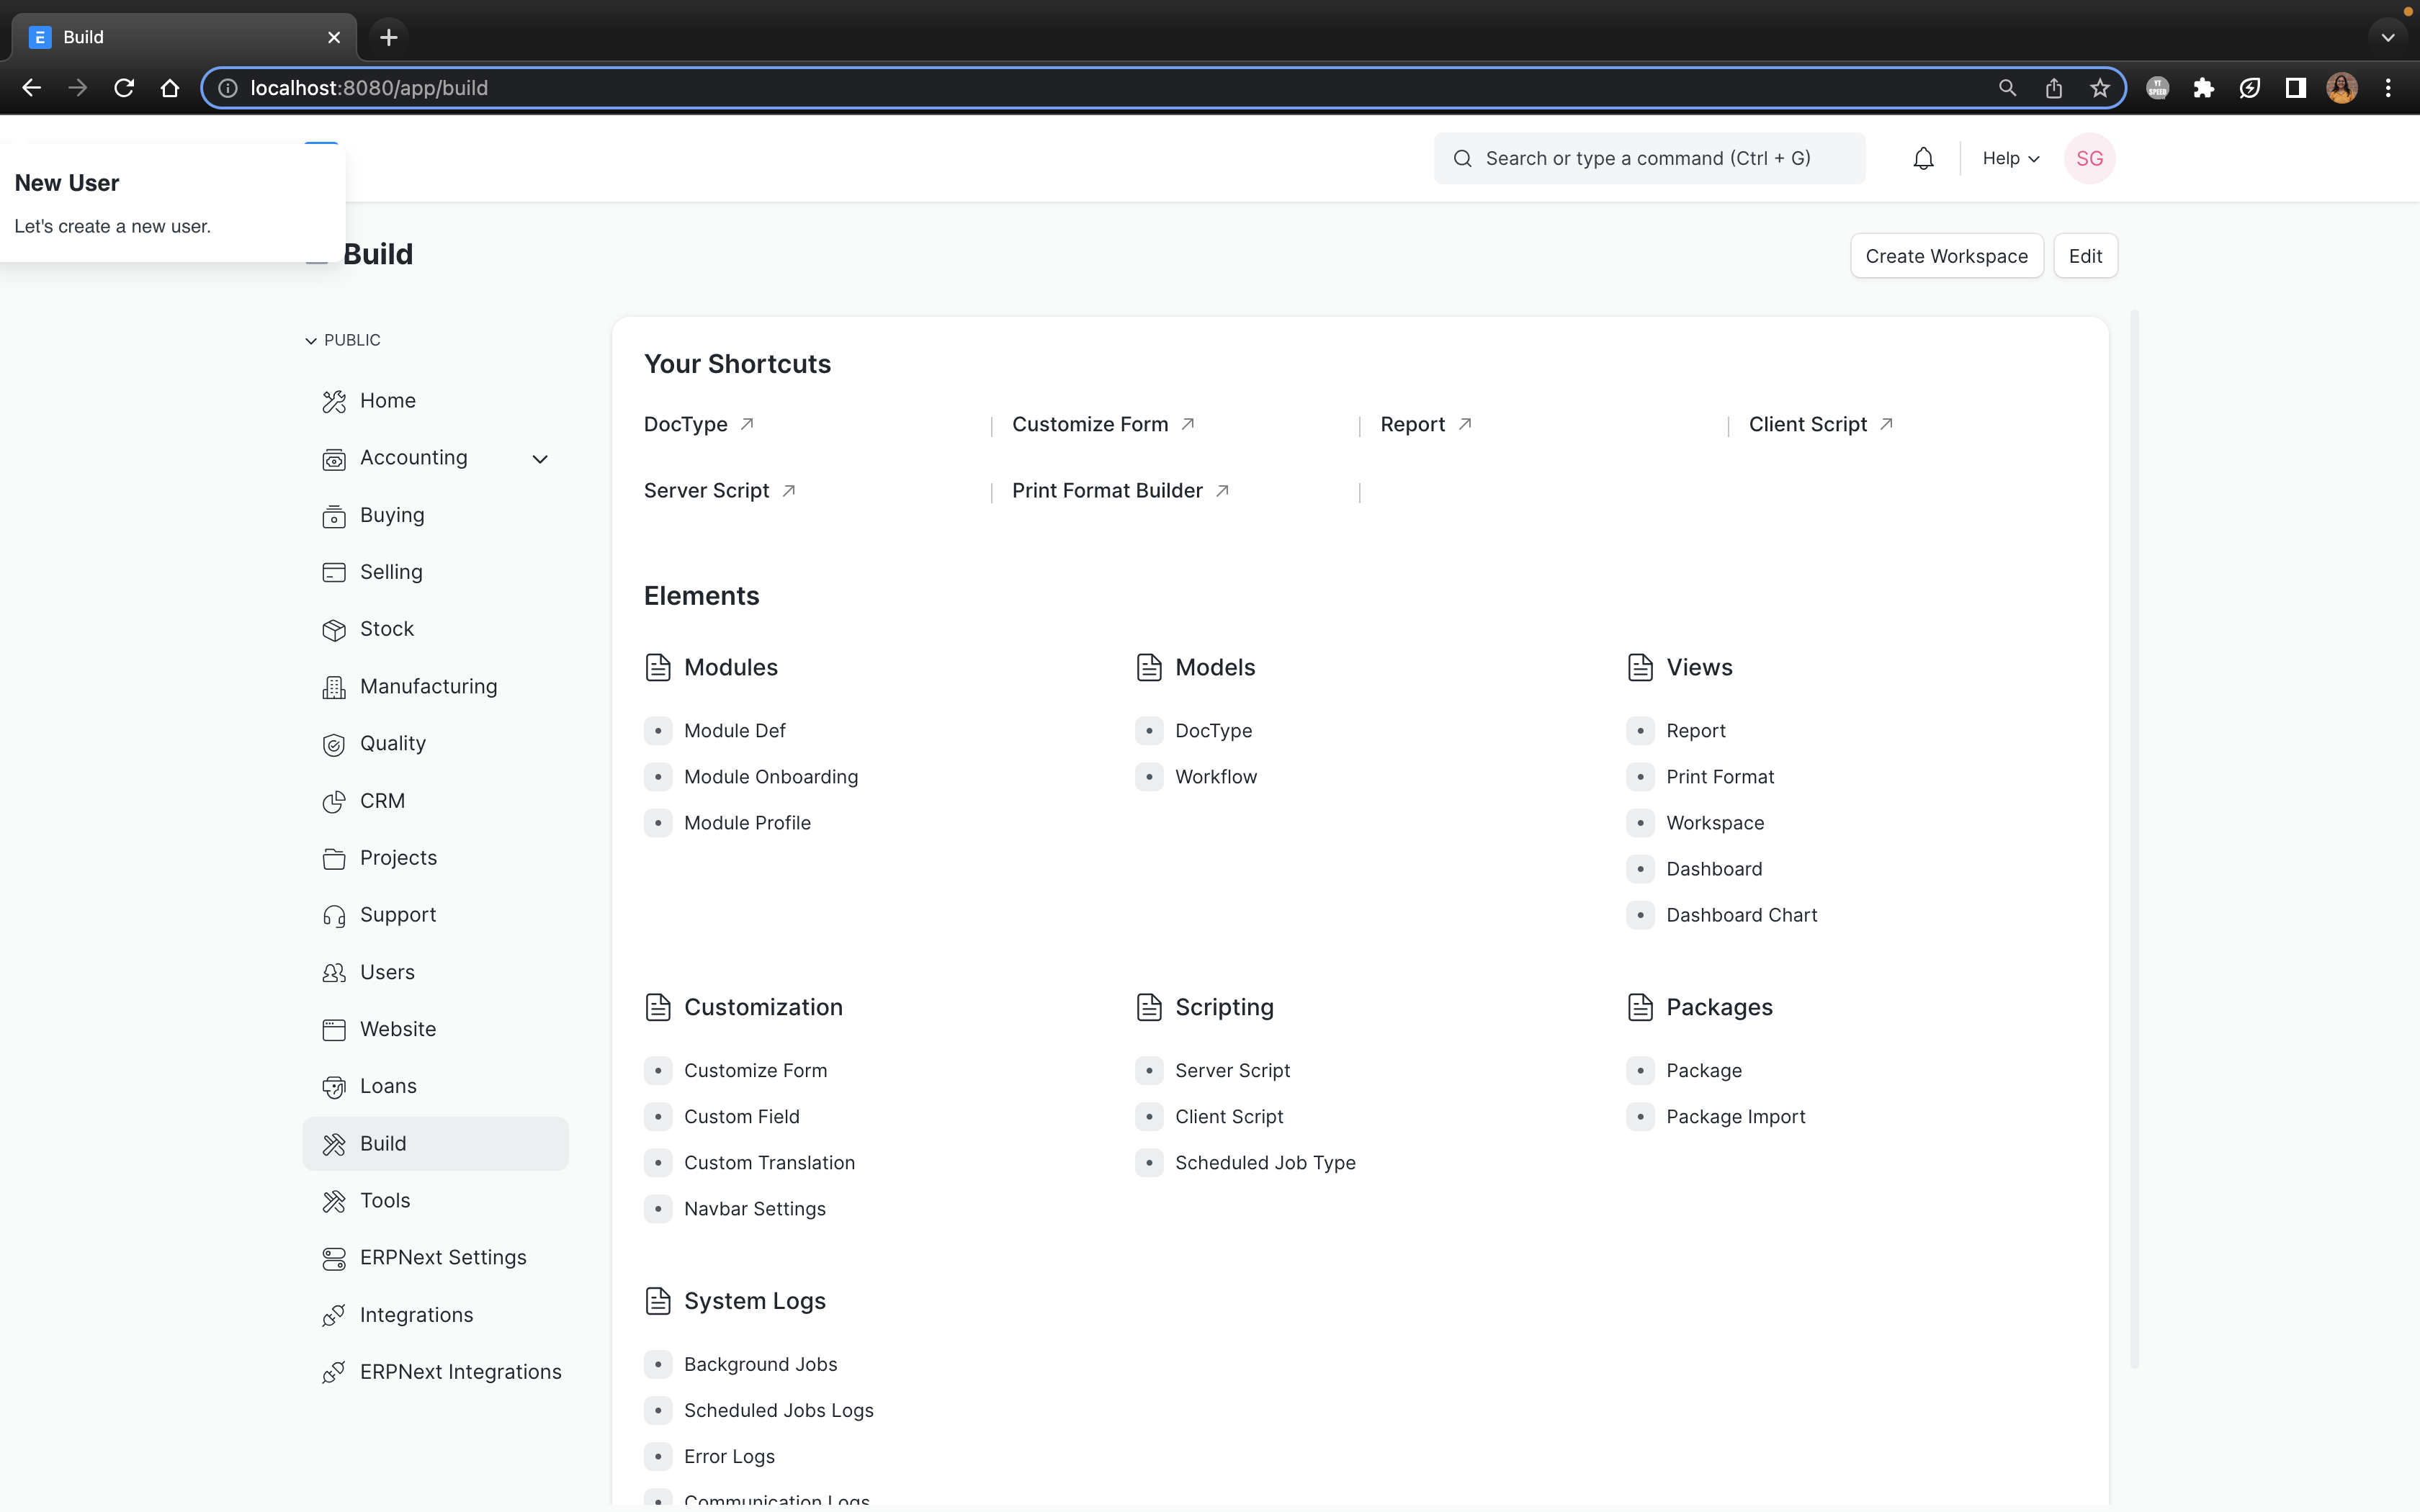 Build
localhost:8080/app/build
YT
SPEED
New User
Let's create a new user.
Search or type a command (Ctrl + G)
Help
SG
Build
Create Workspace
Edit
PUBLIC
Home
Accounting
Buying
Selling
Stock
Manufacturing
Quality
CRM
Projects
Support
Users
Website
Loans
Build
Tools
ERPNext Settings
Integrations
ERPNext Integrations
Your Shortcuts
DocType
Customize Form
Report
Client Script
Server Script
Print Format Builder
Elements
Modules
Module Def
Module Onboarding
Module Profile
Models
DocType
Workflow
Views
Report
Print Format
Workspace
Dashboard
Dashboard Chart
Customization
Customize Form
Custom Field
Custom Translation
Navbar Settings
Scripting
Server Script
Client Script
Scheduled Job Type
Packages
Package
Package Import
System Logs
Background Jobs
Scheduled Jobs Logs
Error Logs
Communication Logs